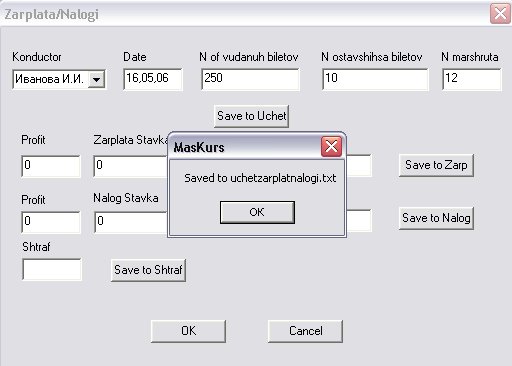 Zarplata/Nalogi
Konductor Date N of vudanuh biletov N ostavshihsa biletov N marshruta
Иванова И.И. 16,05,06 250 10 12
Save to Uchet
Profit Zarplata Stavka
0 0 Save to Zarp
MasKurs
Saved to uchetzarplatnalogi.txt
OK
Profit Nalog Stavka
0 0 Save to Nalog
Shtraf
Save to Shtraf
OK Cancel